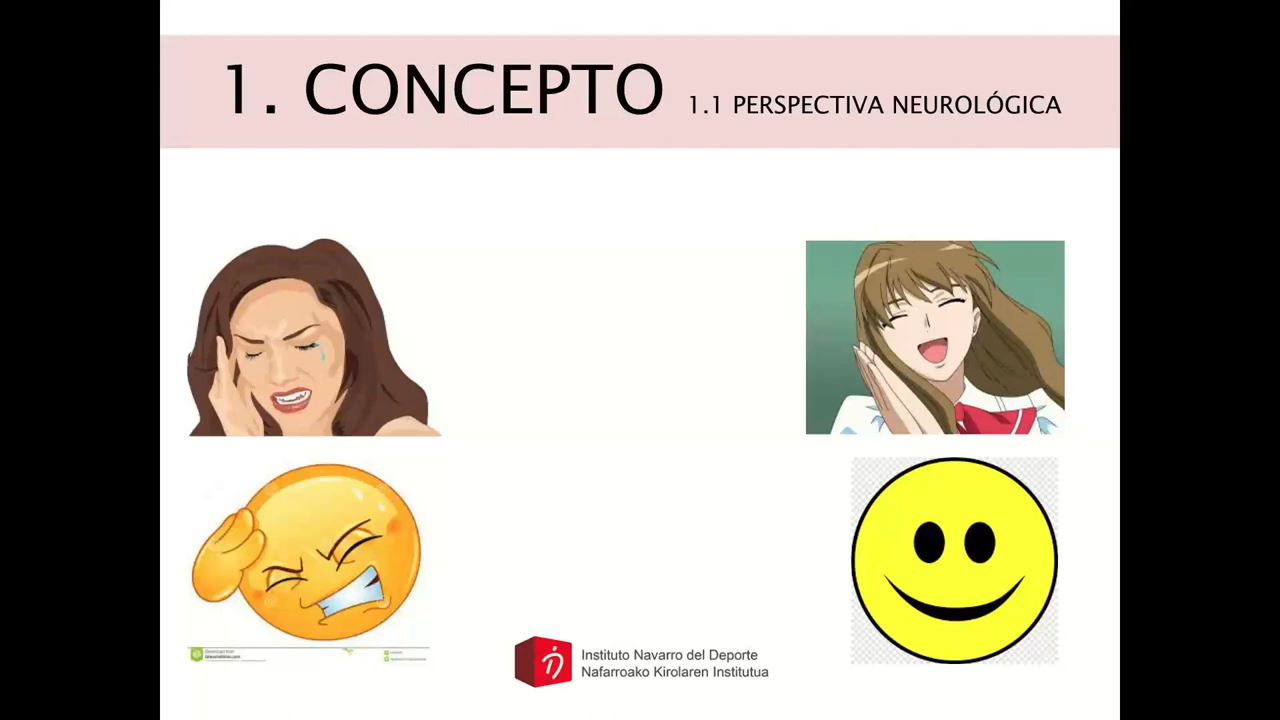 1. CONCEPTO 1.1 PERSPECTIVA NEUROLÓGICA
Instituto Navarro del Deporte
Nafarroako Kirolaren Institutua